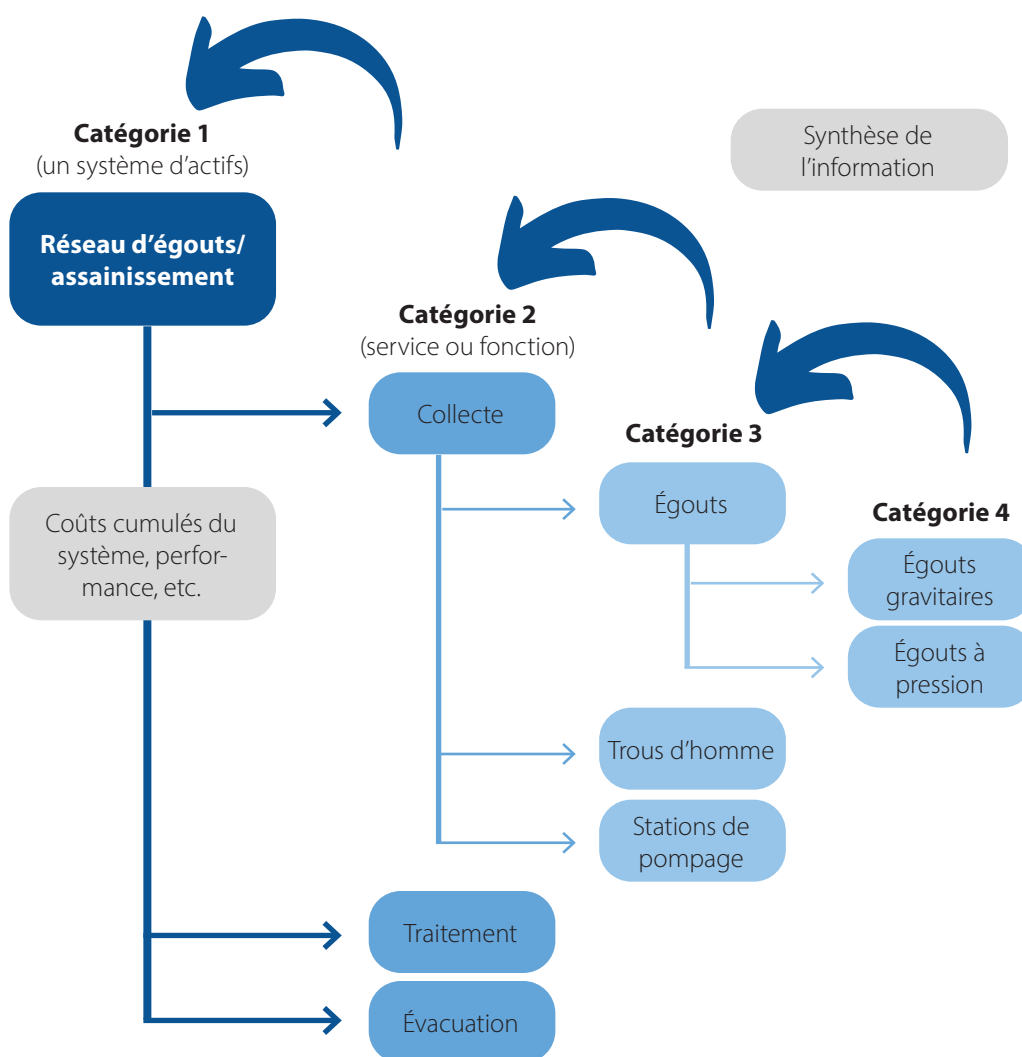 Catégorie 1
(un système d’actifs)
Synthèse de
l’information
Réseau d’égouts/
assainissement
Catégorie 2
(service ou fonction)
Collecte
Catégorie 3
Égouts
Catégorie 4
Coûts cumulés du
système, perfor-
mance, etc.
Égouts
gravitaires
Égouts à
pression
Trous d’homme
Stations de
pompage
Traitement
Évacuation